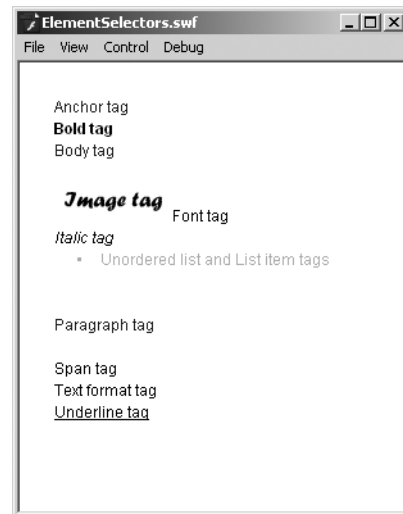 ElementSelectors.swf
File View Control Debug
Anchor tag
Bold tag
Body tag
Image tag
Font tag
Italic tag
• Unordered list and List item tags
Paragraph tag
Span tag
Text format tag
Underline tag